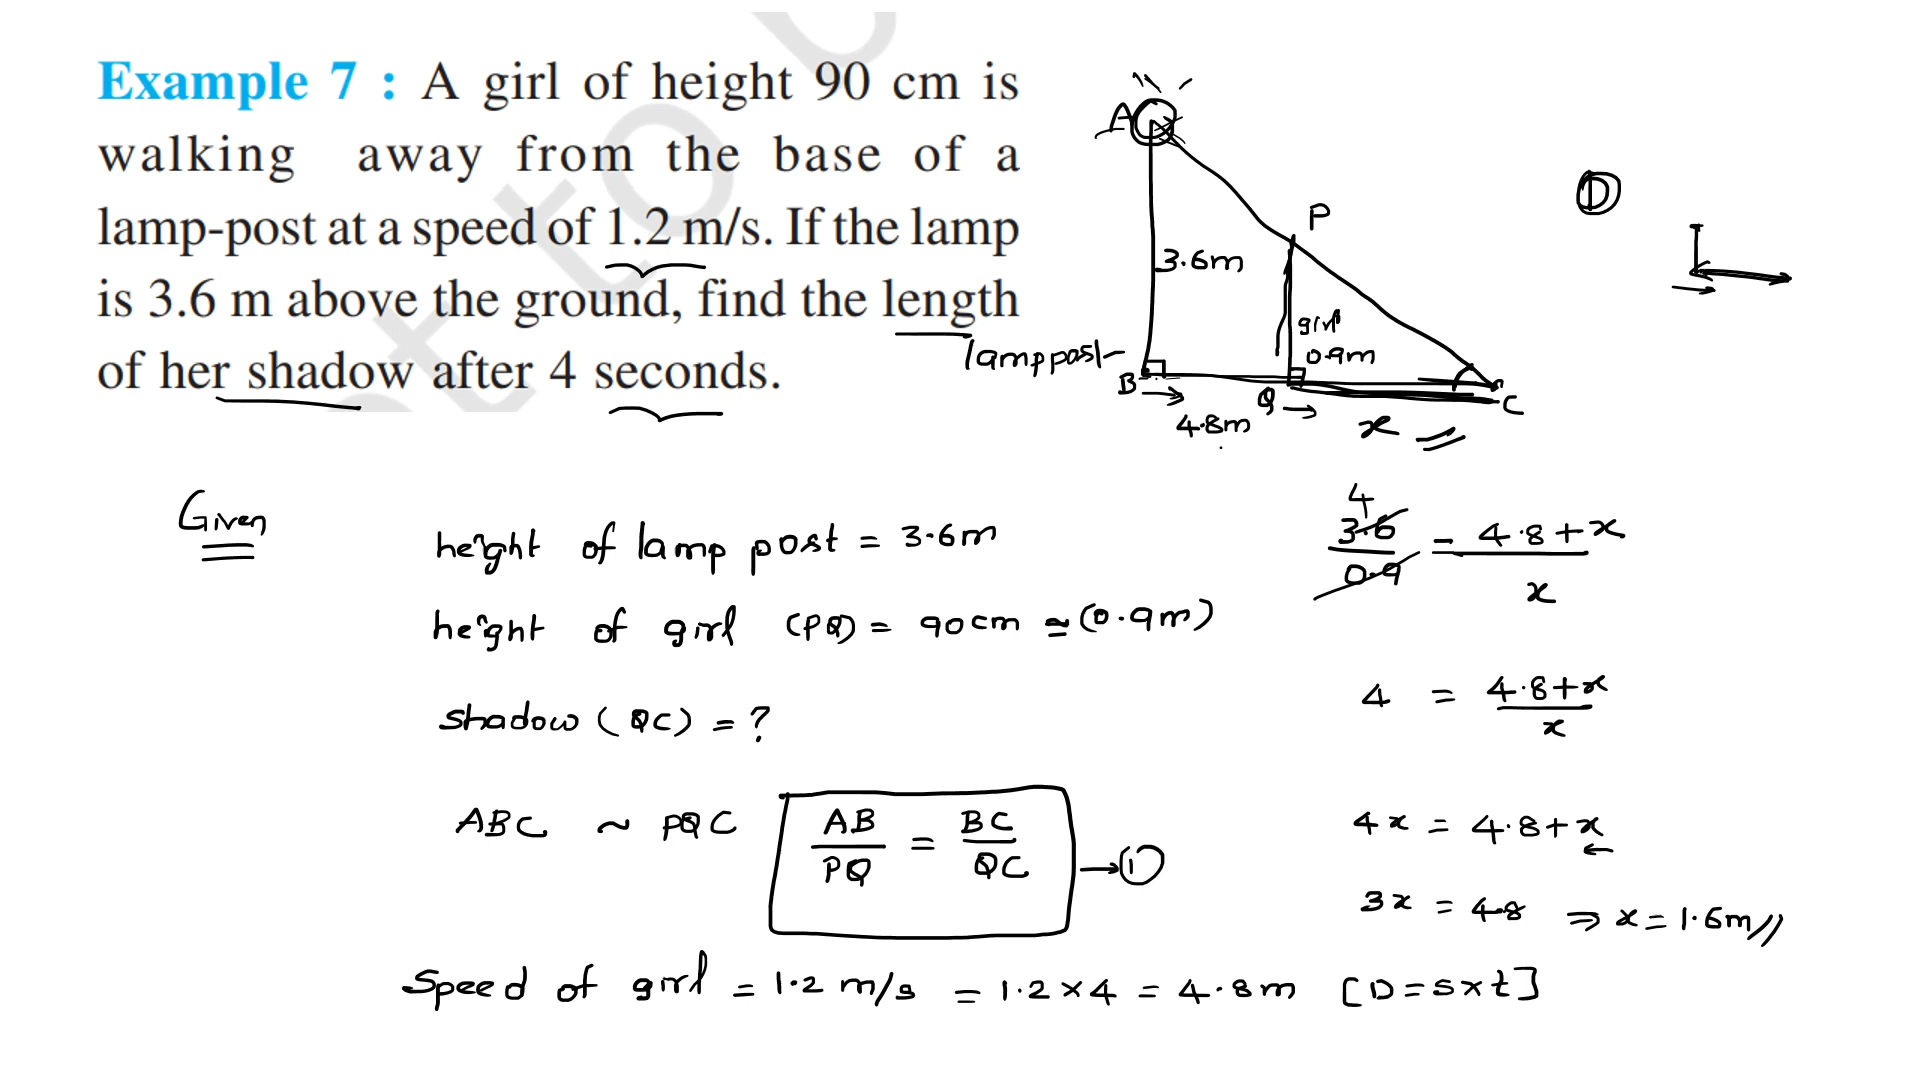 Example 7 : A girl of height 90 cm is
walking away from the base of a
lamp-post at a speed of 1.2 m/s. If the lamp
is 3.6 m above the ground, find the length
of her shadow after 4 seconds.
A
P
3.6m
girl
0.9m
lamp post
B
Q
C
4.8m
x
D
Given
height of lamp post = 3.6m
height of girl (PQ) = 90cm ≃ (0.9m)
shadow (QC) = ?
ABC ~ PQC
AB/PQ = BC/QC → ①
Speed of girl = 1.2 m/s = 1.2 × 4 = 4.8m [D = s×t]
4
3.6/0.9 = 4.8+x/x
4 = 4.8+x/x
4x = 4.8+x
3x = 4.8 ⇒ x = 1.6m//